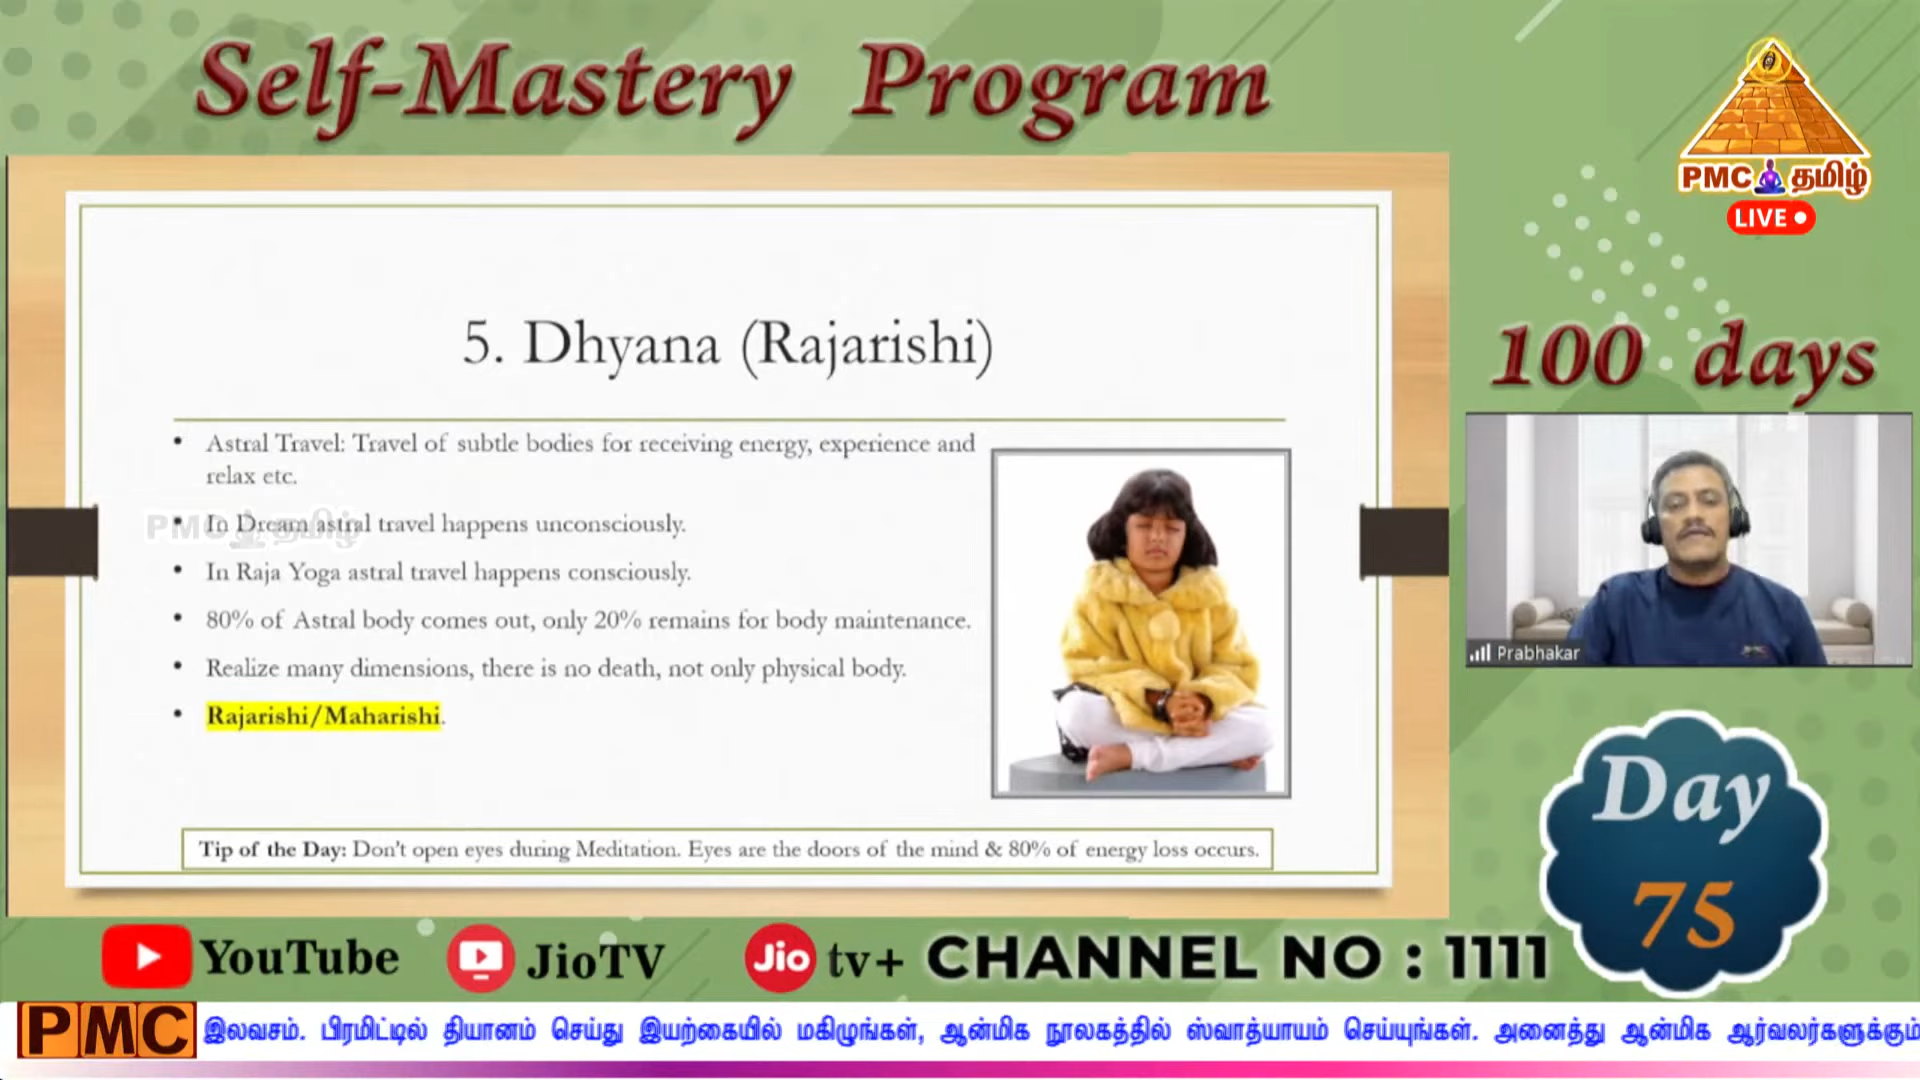 Self-Mastery Program
PMC தமிழ்
LIVE
5. Dhyana (Rajarishi)
• Astral Travel: Travel of subtle bodies for receiving energy, experience and
relax etc.
• In Dream astral travel happens unconsciously.
• In Raja Yoga astral travel happens consciously.
• 80% of Astral body comes out, only 20% remains for body maintenance.
• Realize many dimensions, there is no death, not only physical body.
• Rajarishi/Maharishi.
PMC தமிழ்
Tip of the Day: Don't open eyes during Meditation. Eyes are the doors of the mind & 80% of energy loss occurs.
100 days
Prabhakar
Day
75
YouTube JioTV Jio tv+ CHANNEL NO : 1111
PMC இலவசம். பிரமிட்டில் தியானம் செய்து இயற்கையில் மகிழுங்கள், ஆன்மிக நூலகத்தில் ஸ்வாத்யாயம் செய்யுங்கள். அனைத்து ஆன்மிக ஆர்வலர்களுக்கும்